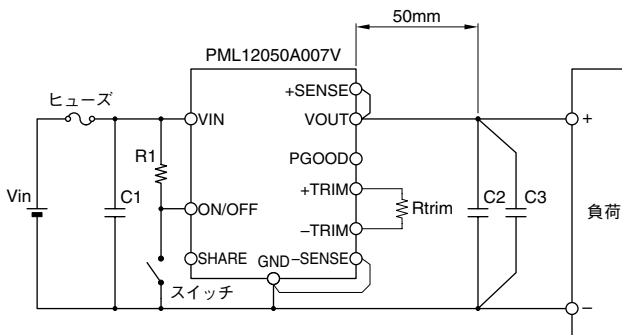 50mm
PML12050A007V
ヒューズ
+SENSE
VIN
VOUT
R1
PGOOD
Vin
C1
+TRIM
Rtrim
C2
C3
ON/OFF
負荷
–TRIM
SHARE
GND
–SENSE
スイッチ
+
–